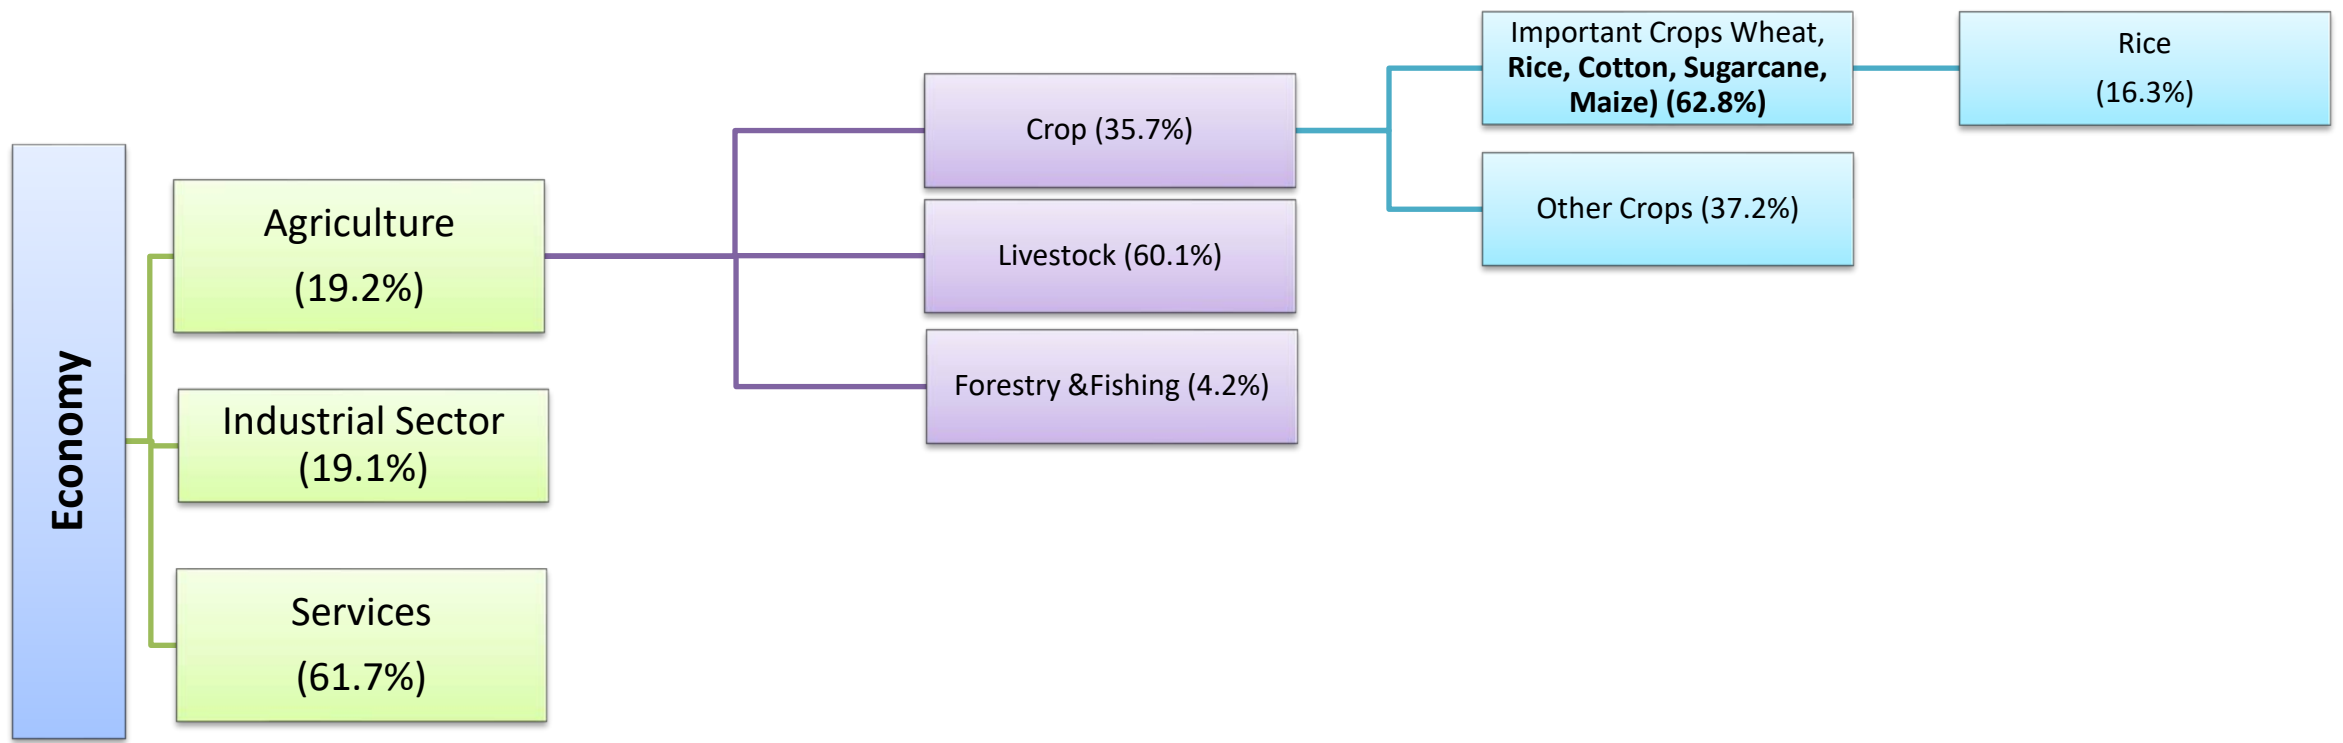 Economy
Agriculture
(19.2%)
Industrial Sector
(19.1%)
Services
(61.7%)
Crop (35.7%)
Livestock (60.1%)
Forestry &Fishing (4.2%)
Important Crops Wheat,
Rice, Cotton, Sugarcane,
Maize) (62.8%)
Other Crops (37.2%)
Rice
(16.3%)